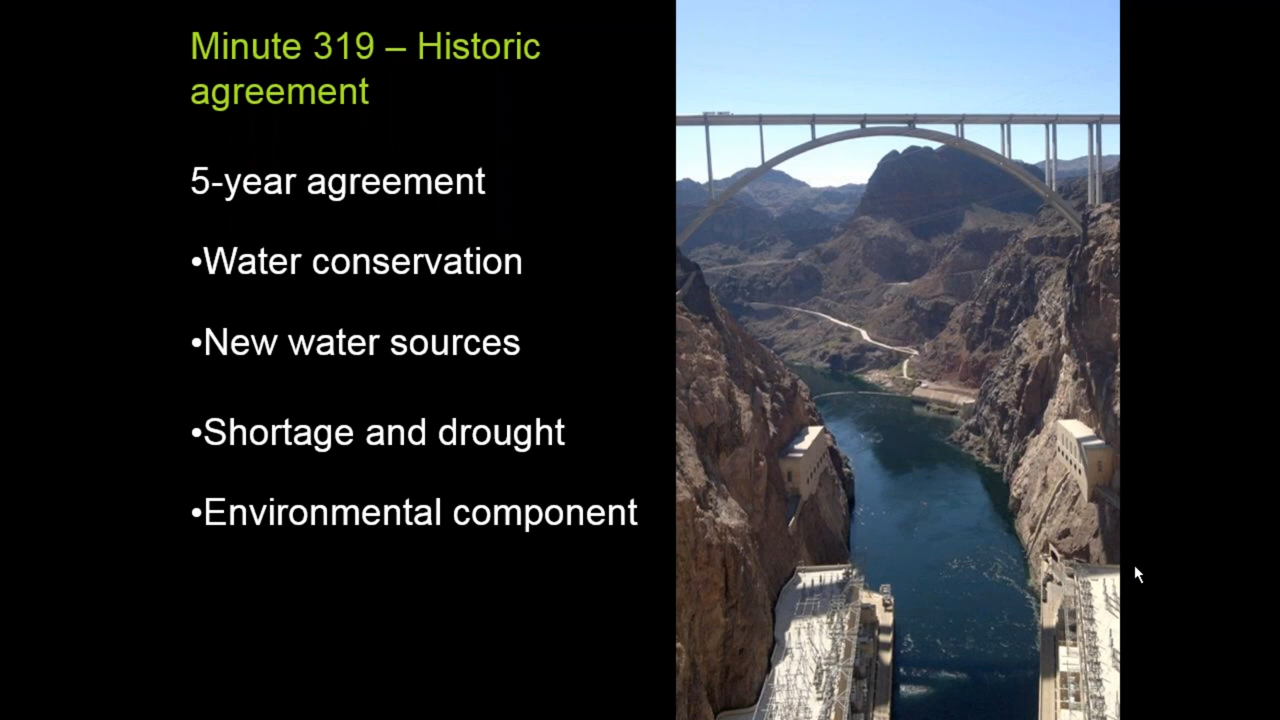 Minute 319 – Historic
agreement
5-year agreement
•Water conservation
•New water sources
•Shortage and drought
•Environmental component